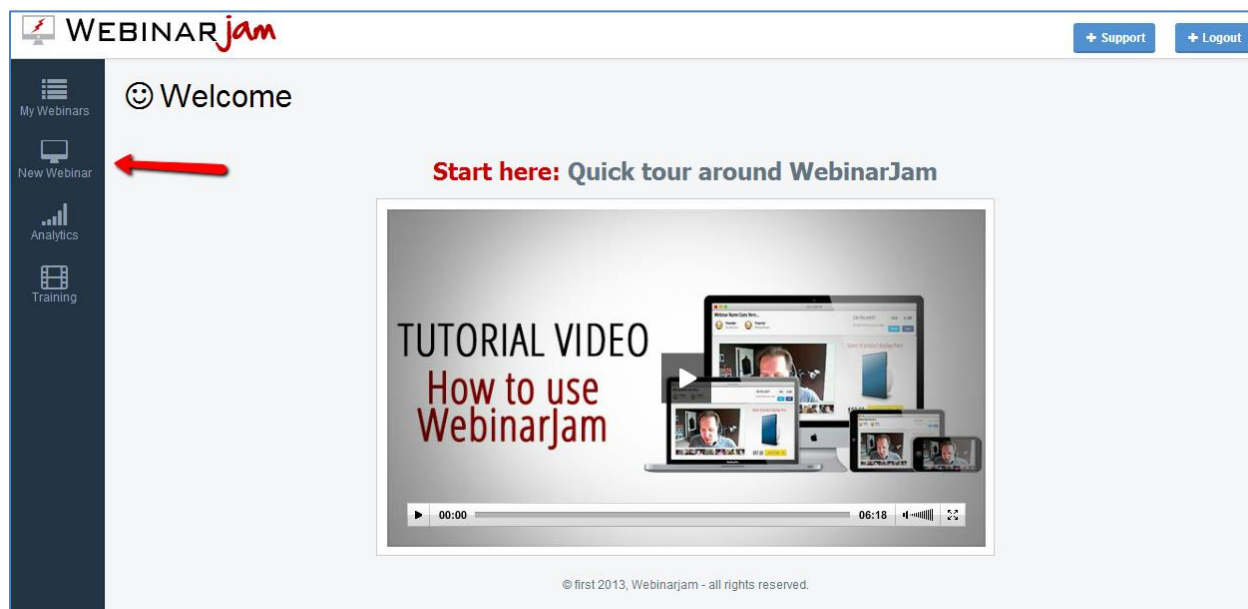 WEBINARjam
+ Support
+ Logout
My Webinars
New Webinar
Analytics
Training
Welcome
Start here: Quick tour around WebinarJam
TUTORIAL VIDEO
How to use
WebinarJam
00:00
06:18
© first 2013, Webinarjam - all rights reserved.